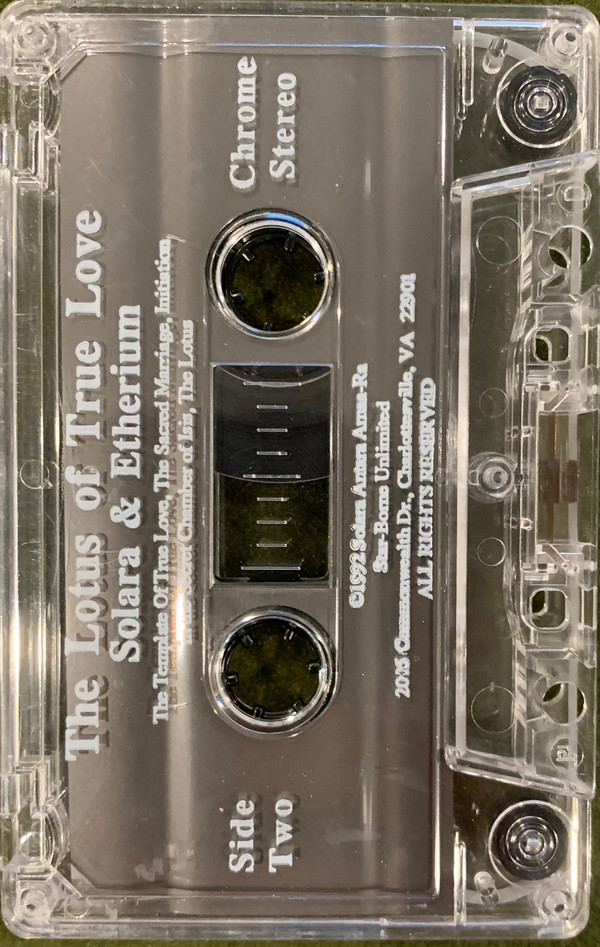 The Lotus of True Love
Solara & Etherium
The Template Of True Love, The Sacred Marriage, Initiation
in the Secret Chamber of The Lotus
Side
Two
Chrome
Stereo
©1992 Solara Antara Amaa-Ra
Star-Borne Unlimited
Commonwealth Dr., Charlottesville, VA 22901
ALL RIGHTS RESERVED